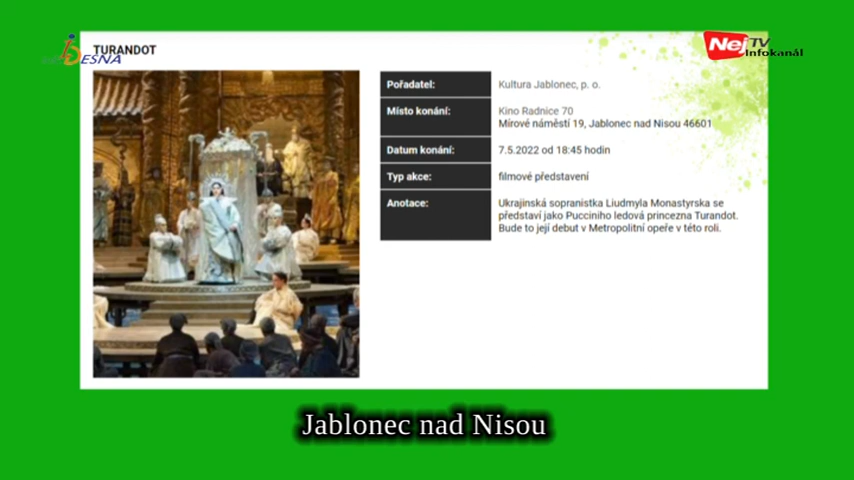 TURANDOT
DESNA
Nej TV
Infokanál
Pořadatel: Kultura Jablonec, p. o.
Místo konání: Kino Radnice 70
Mírové náměstí 19, Jablonec nad Nisou 46601
Datum konání: 7.5.2022 od 18:45 hodin
Typ akce: filmové představení
Anotace: Ukrajinská sopranistka Liudmyla Monastyrska se
představí jako Pucciniho ledová princezna Turandot.
Bude to její debut v Metropolitní opeře v této roli.
Jablonec nad Nisou